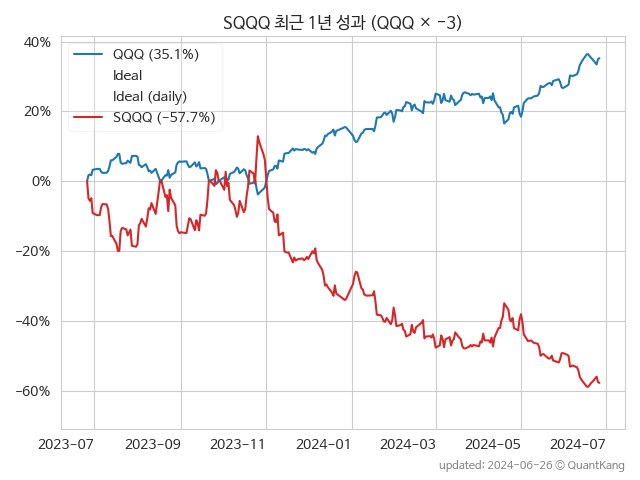 SQQQ 최근 1년 성과 (QQQ × −3)
40%
20%
0%
−20%
−40%
−60%
QQQ (35.1%)
Ideal
Ideal (daily)
SQQQ (−57.7%)
2023-07
2023-09
2023-11
2024-01
2024-03
2024-05
2024-07
updated: 2024-06-26 © QuantKang